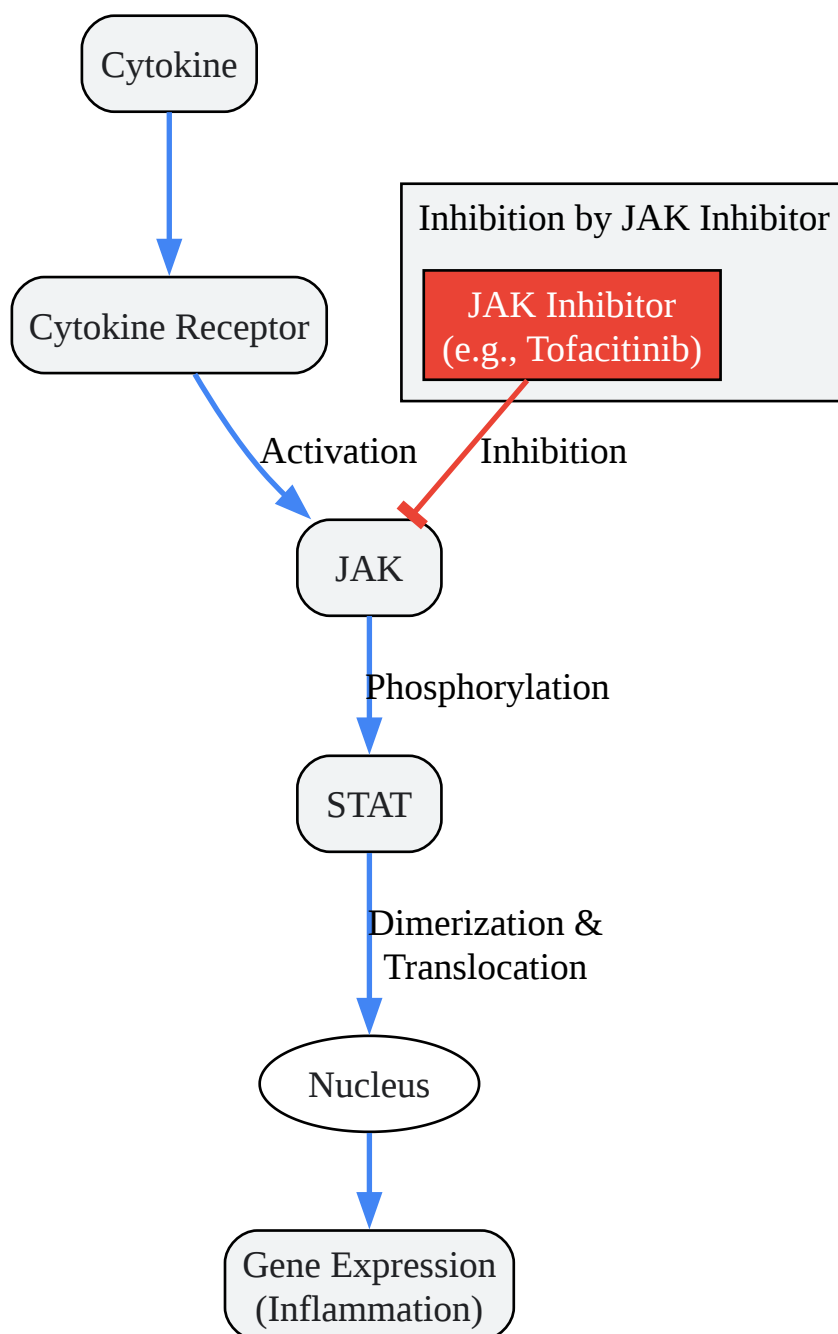 Cytokine
Inhibition by JAK Inhibitor
JAK Inhibitor
(e.g., Tofacitinib)
Cytokine Receptor
Activation
Inhibition
JAK
Phosphorylation
STAT
Dimerization &
Translocation
Nucleus
Gene Expression
(Inflammation)